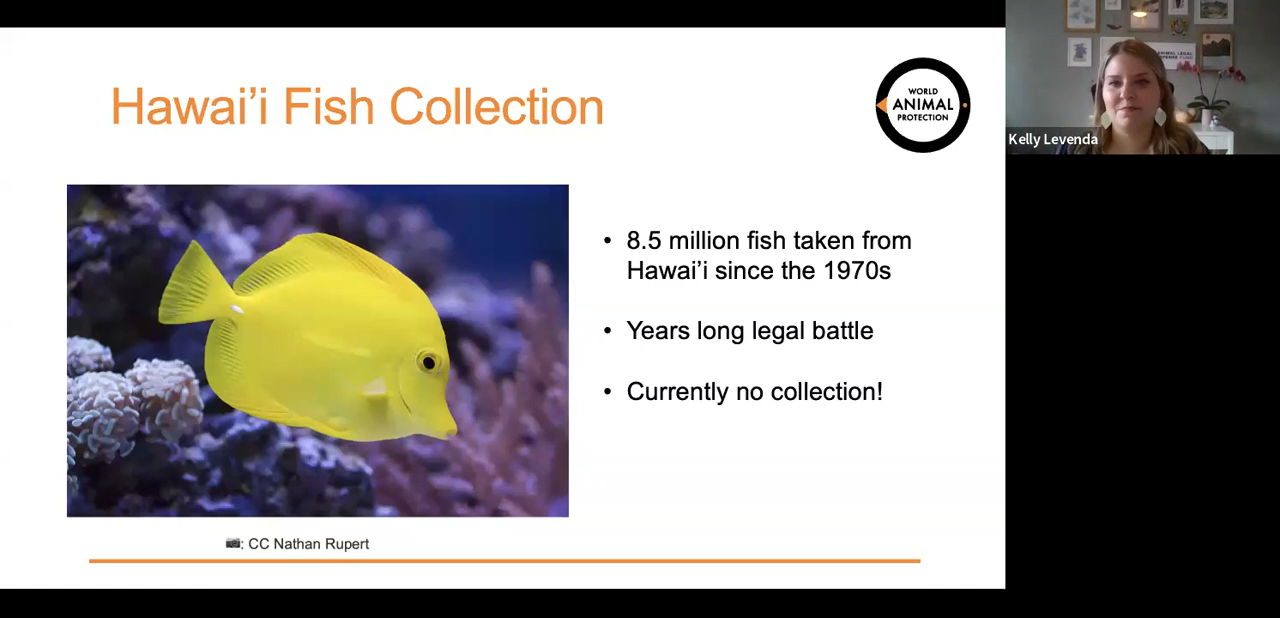 Hawai’i Fish Collection
WORLD
ANIMAL
PROTECTION
Kelly Levenda
• 8.5 million fish taken from
Hawai’i since the 1970s
• Years long legal battle
• Currently no collection!
📷: CC Nathan Rupert